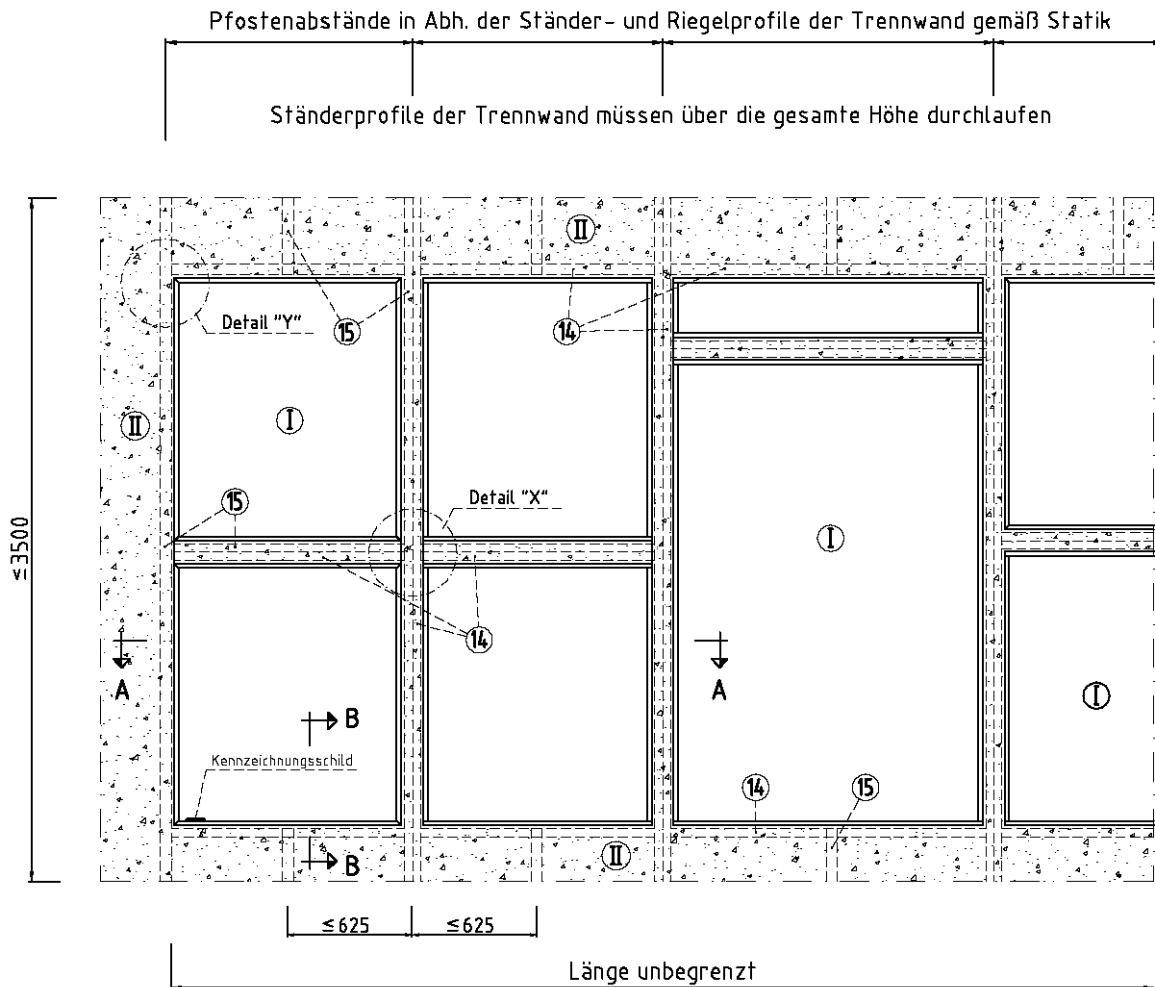 Pfostenabstände in Abh. der Ständer- und Riegelprofile der Trennwand gemäß Statik
Ständerprofile der Trennwand müssen über die gesamte Höhe durchlaufen
II
Detail "Y"
15
14
I
II
15
Detail "X"
I
≤3500
14
A
A
B
I
Kennzeichnungsschild
14
15
B
II
≤625
≤625
Länge unbegrenzt